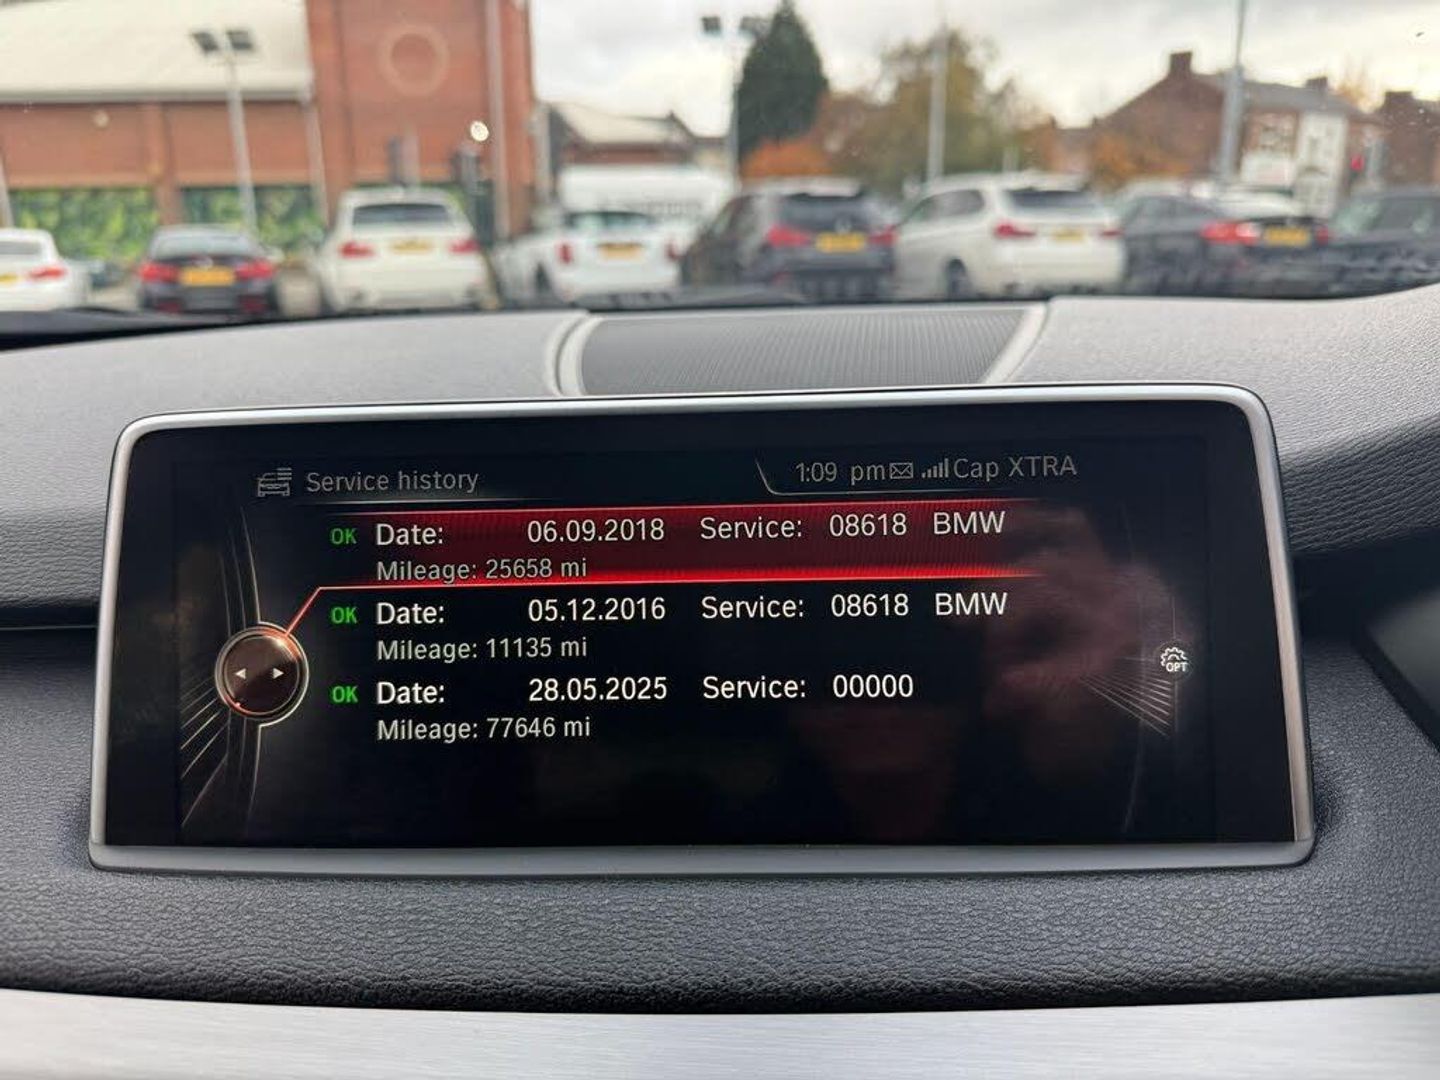 Service history 1:09 pm Cap XTRA
OK Date: 06.09.2018 Service: 08618 BMW
Mileage: 25658 mi
OK Date: 05.12.2016 Service: 08618 BMW
Mileage: 11135 mi
OK Date: 28.05.2025 Service: 00000
Mileage: 77646 mi
OPT